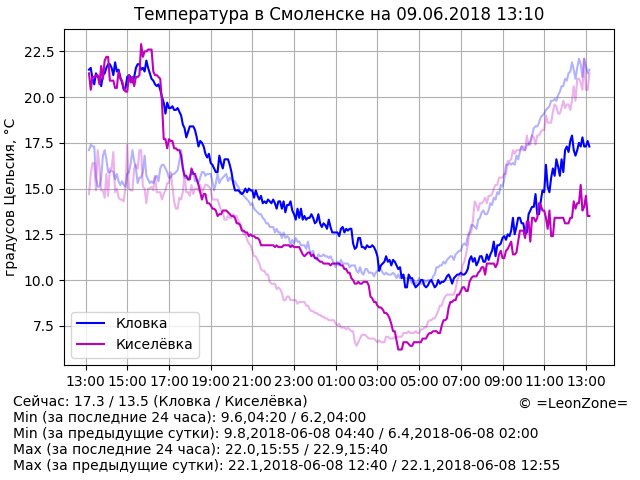 Температура в Смоленске на 09.06.2018 13:10
градусов Цельсия, °C
22.5
20.0
17.5
15.0
12.5
10.0
7.5
Кловка
Киселёвка
13:00 15:00 17:00 19:00 21:00 23:00 01:00 03:00 05:00 07:00 09:00 11:00 13:00
Сейчас: 17.3 / 13.5 (Кловка / Киселёвка)
© =LeonZone=
Min (за последние 24 часа): 9.6,04:20 / 6.2,04:00
Min (за предыдущие сутки): 9.8,2018-06-08 04:40 / 6.4,2018-06-08 02:00
Max (за последние 24 часа): 22.0,15:55 / 22.9,15:40
Max (за предыдущие сутки): 22.1,2018-06-08 12:40 / 22.1,2018-06-08 12:55